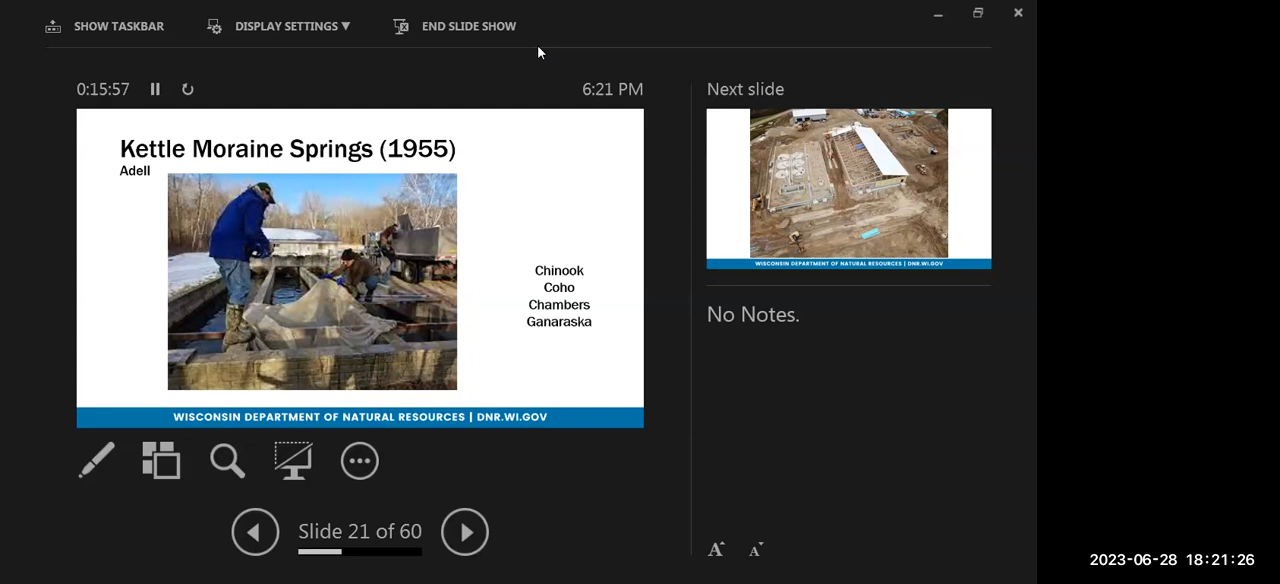 SHOW TASKBAR
DISPLAY SETTINGS ▼
END SLIDE SHOW
0:15:57
6:21 PM
Next slide
Kettle Moraine Springs (1955)
Adell
Chinook
Coho
Chambers
Ganaraska
WISCONSIN DEPARTMENT OF NATURAL RESOURCES | DNR.WI.GOV
WISCONSIN DEPARTMENT OF NATURAL RESOURCES | DNR.WI.GOV
No Notes.
Slide 21 of 60
A A
2023-06-28 18:21:26